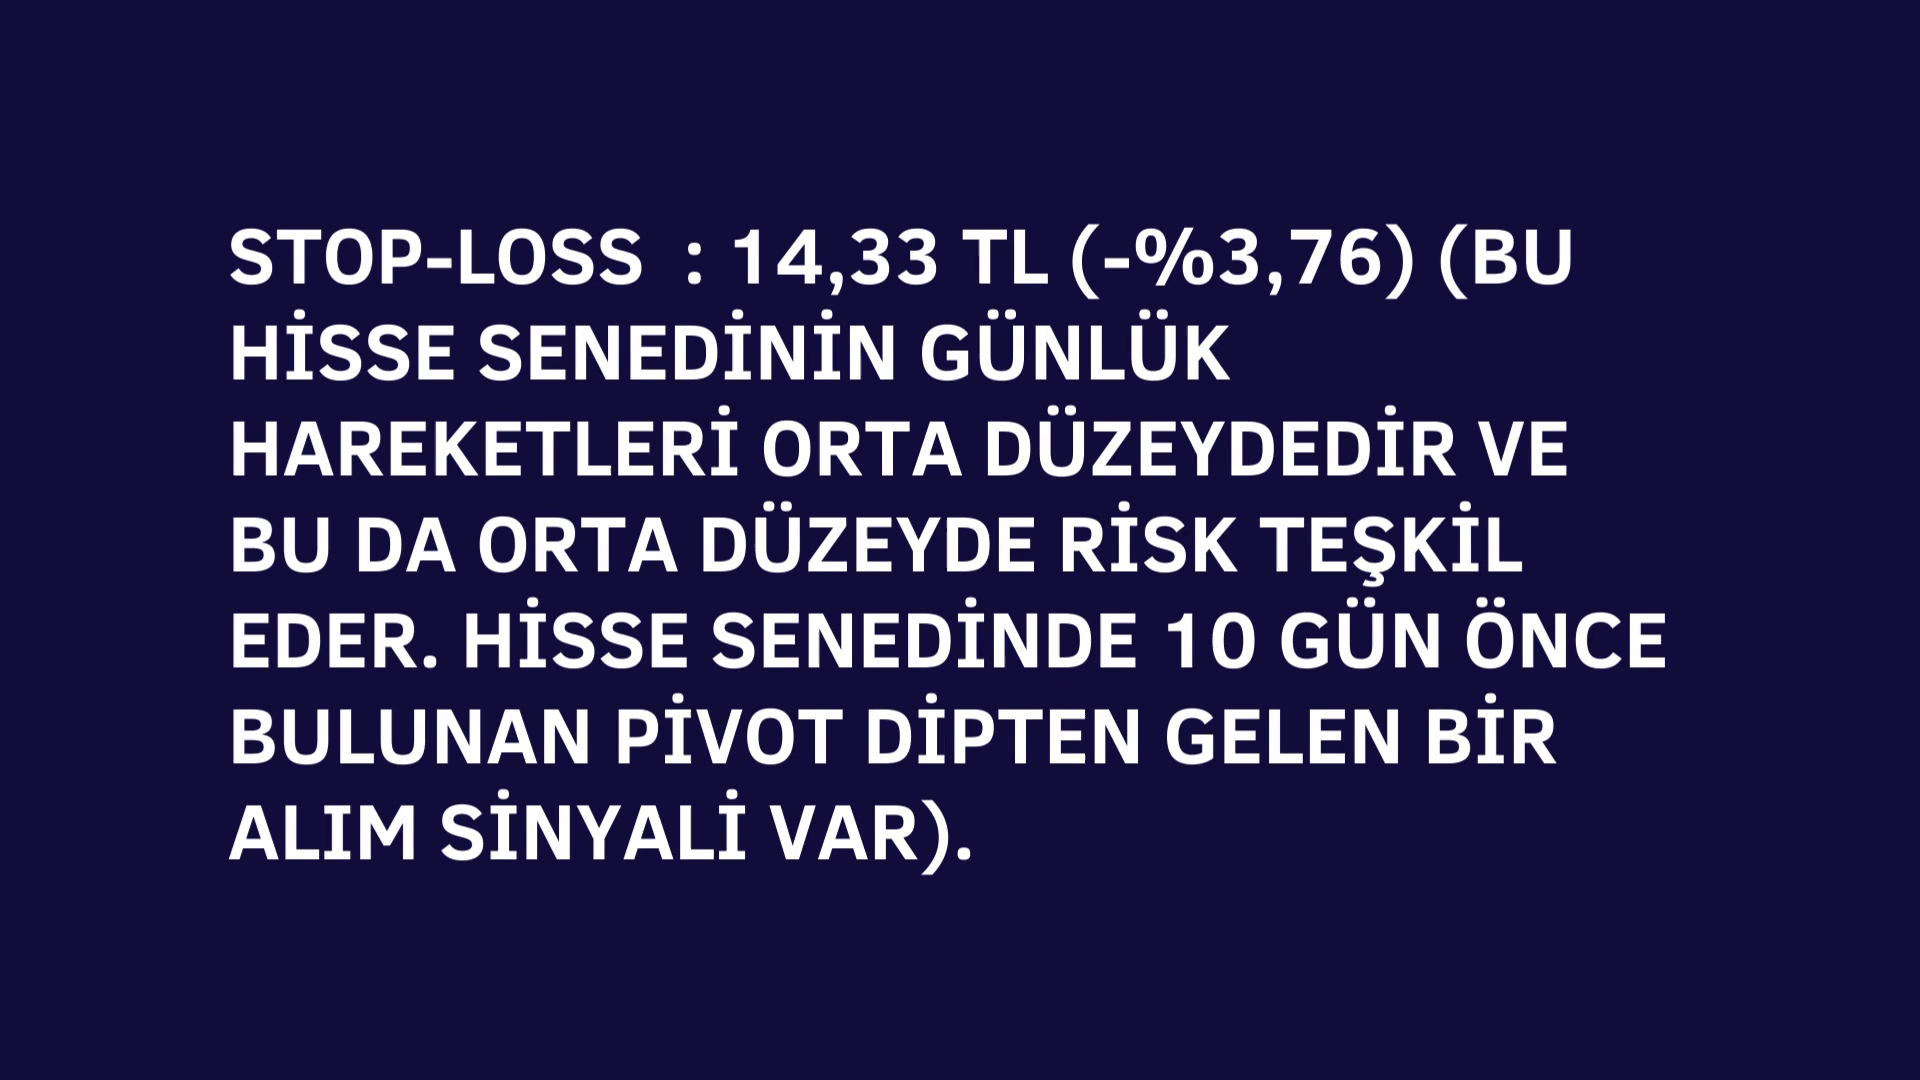 STOP-LOSS  : 14,33 TL (-%3,76) (BU
HİSSE SENEDİNİN GÜNLÜK
HAREKETLERİ ORTA DÜZEYDEDİR VE
BU DA ORTA DÜZEYDE RİSK TEŞKİL
EDER. HİSSE SENEDİNDE 10 GÜN ÖNCE
BULUNAN PİVOT DİPTEN GELEN BİR
ALIM SİNYALİ VAR).